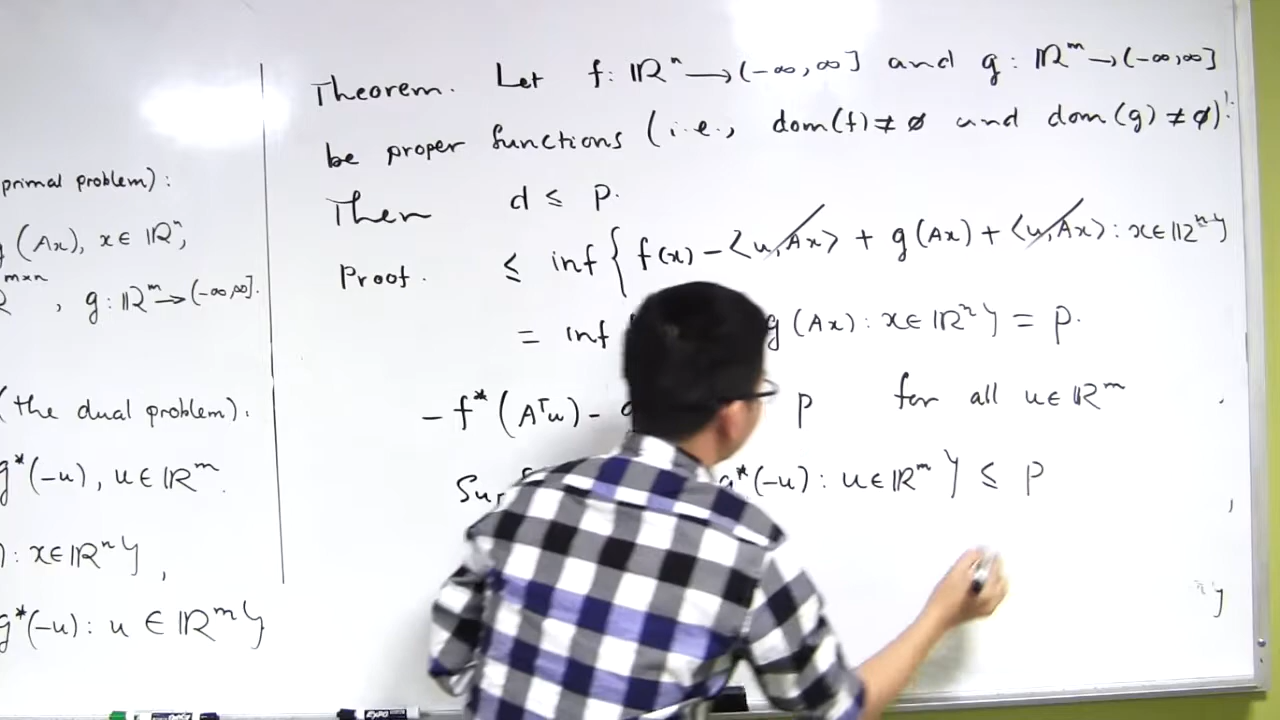 primal problem):
(Ax), x ∈ ℝⁿ,
m×n , g: ℝᵐ → (-∞,∞].
(the dual problem).
g*(-u), u ∈ ℝᵐ.
): x ∈ ℝⁿ},
g*(-u): u ∈ ℝᵐ}
Theorem. Let f: ℝⁿ → (-∞, ∞] and g: ℝᵐ → (-∞,∞]
be proper functions (i.e., dom(f) ≠ ∅ and dom(g) ≠ ∅).
Then d ≤ p.
Proof. ≤ inf { f(x) - <u, Ax> + g(Ax) + <u, Ax> : x ∈ ℝⁿ}
= inf g(Ax): x ∈ ℝⁿ} = p.
- f*(Aᵀu) - p for all u ∈ ℝᵐ
g*(-u): u ∈ ℝᵐ} ≤ p
EXPO